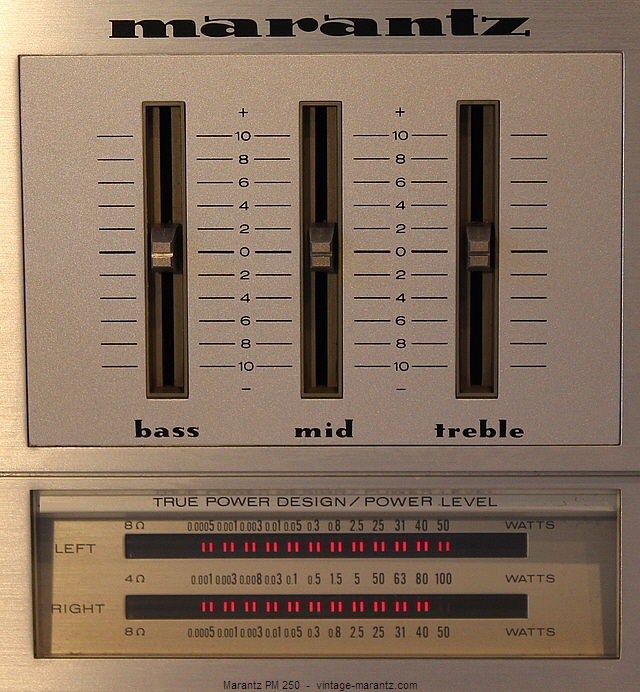 marantz
+ +
10 10
8 8
6 6
4 4
2 2
0 0
2 2
4 4
6 6
8 8
10 10
− −
bass mid treble
TRUE POWER DESIGN/POWER LEVEL
8Ω 0.0005 0.001 0.003 0.01 0.05 0.3 0.8 2.5 25 31 40 50 WATTS
LEFT
4Ω 0.001 0.003 0.008 0.03 0.1 0.5 1.5 5 50 63 80 100 WATTS
RIGHT
8Ω 0.0005 0.001 0.003 0.01 0.05 0.3 0.8 2.5 25 31 40 50 WATTS
Marantz PM 250 - vintage-marantz.com